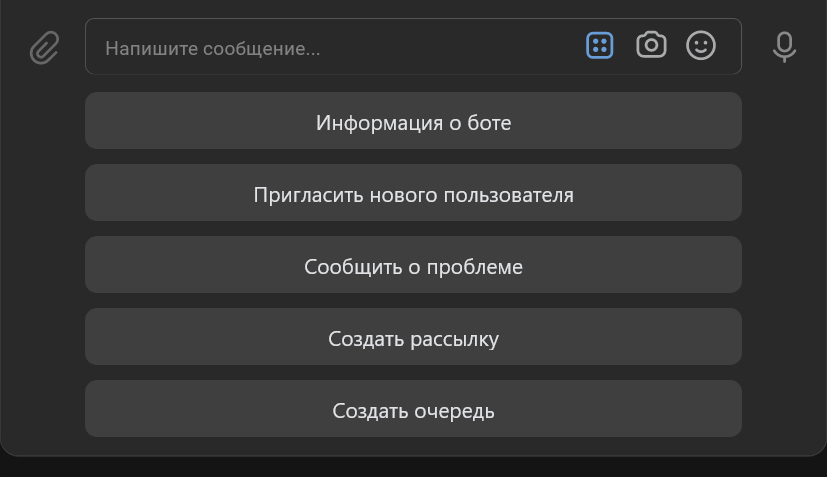 Напишите сообщение...
Информация о боте
Пригласить нового пользователя
Сообщить о проблеме
Создать рассылку
Создать очередь